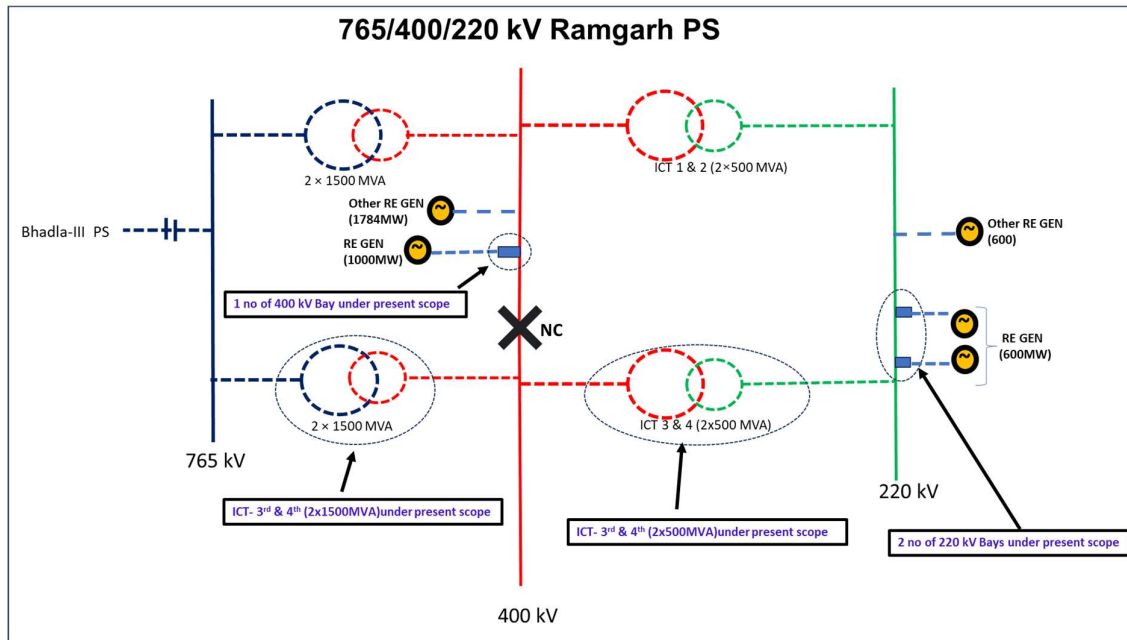 765/400/220 kV Ramgarh PS
2 × 1500 MVA
ICT 1 & 2 (2×500 MVA)
Other RE GEN
(1784MW)
Bhadla-III PS
RE GEN
(1000MW)
Other RE GEN
(600)
1 no of 400 kV Bay under present scope
NC
RE GEN
(600MW)
2 × 1500 MVA
ICT 3 & 4 (2x500 MVA)
765 kV
220 kV
ICT- 3rd & 4th (2x1500MVA)under present scope
ICT- 3rd & 4th (2x500MVA)under present scope
2 no of 220 kV Bays under present scope
400 kV